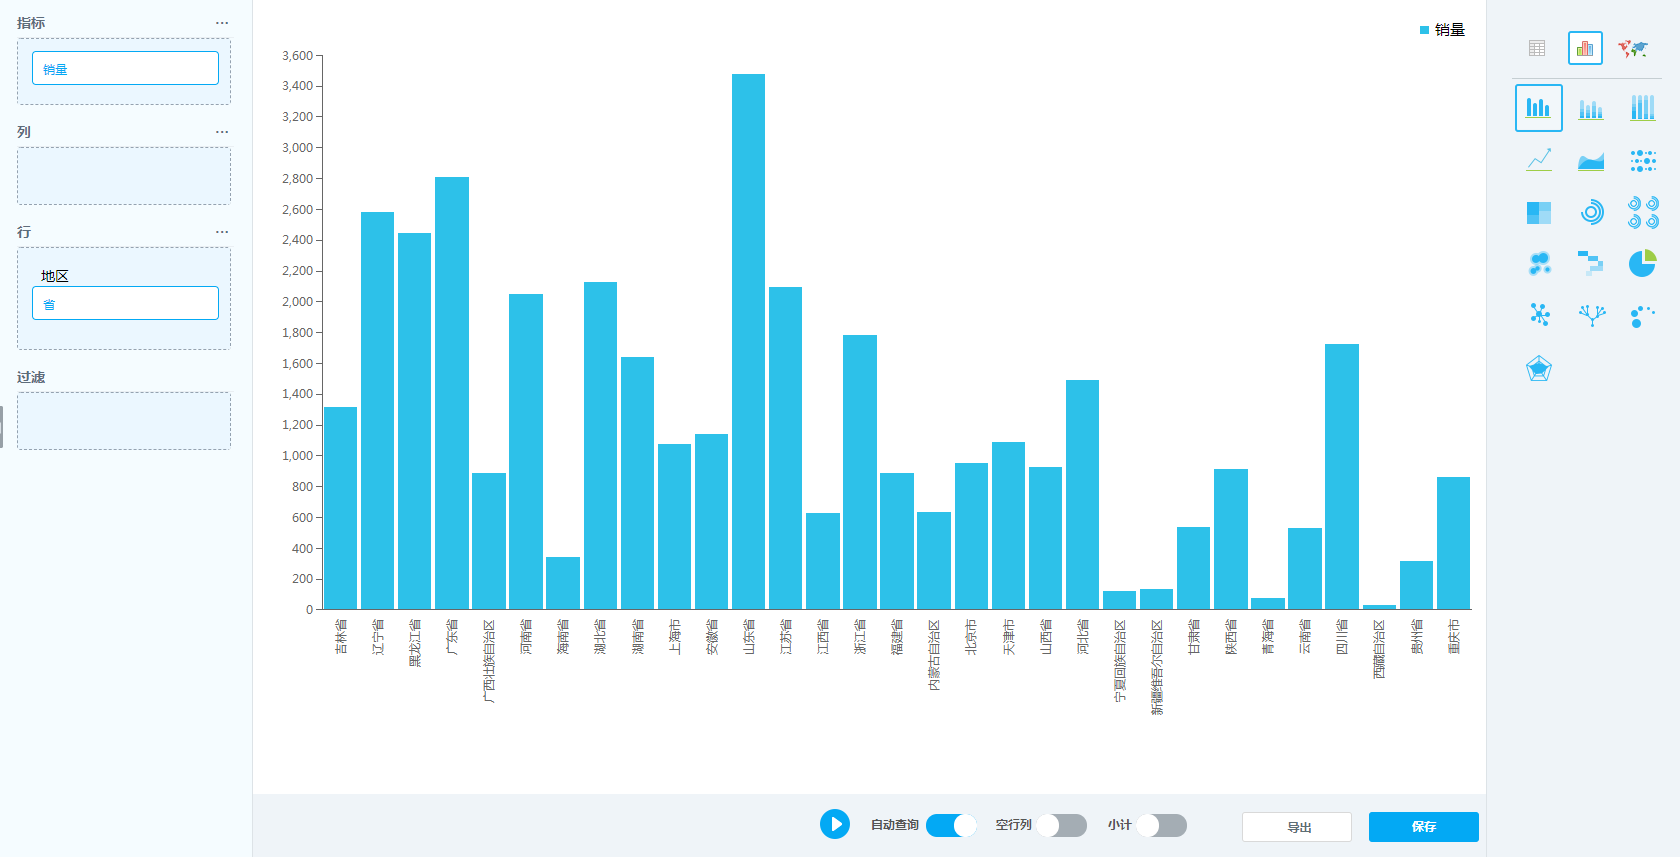 指标
...
销量
列
...
行
...
地区
省
过滤
销量
3,600
3,400
3,200
3,000
2,800
2,600
2,400
2,200
2,000
1,800
1,600
1,400
1,200
1,000
800
600
400
200
0
吉林省
辽宁省
黑龙江省
广东省
广西壮族自治区
河南省
海南省
湖北省
湖南省
上海市
安徽省
山东省
江苏省
江西省
浙江省
福建省
内蒙古自治区
北京市
天津市
山西省
河北省
宁夏回族自治区
新疆维吾尔自治区
甘肃省
陕西省
青海省
云南省
四川省
西藏自治区
贵州省
重庆市
自动查询
空行列
小计
导出
保存